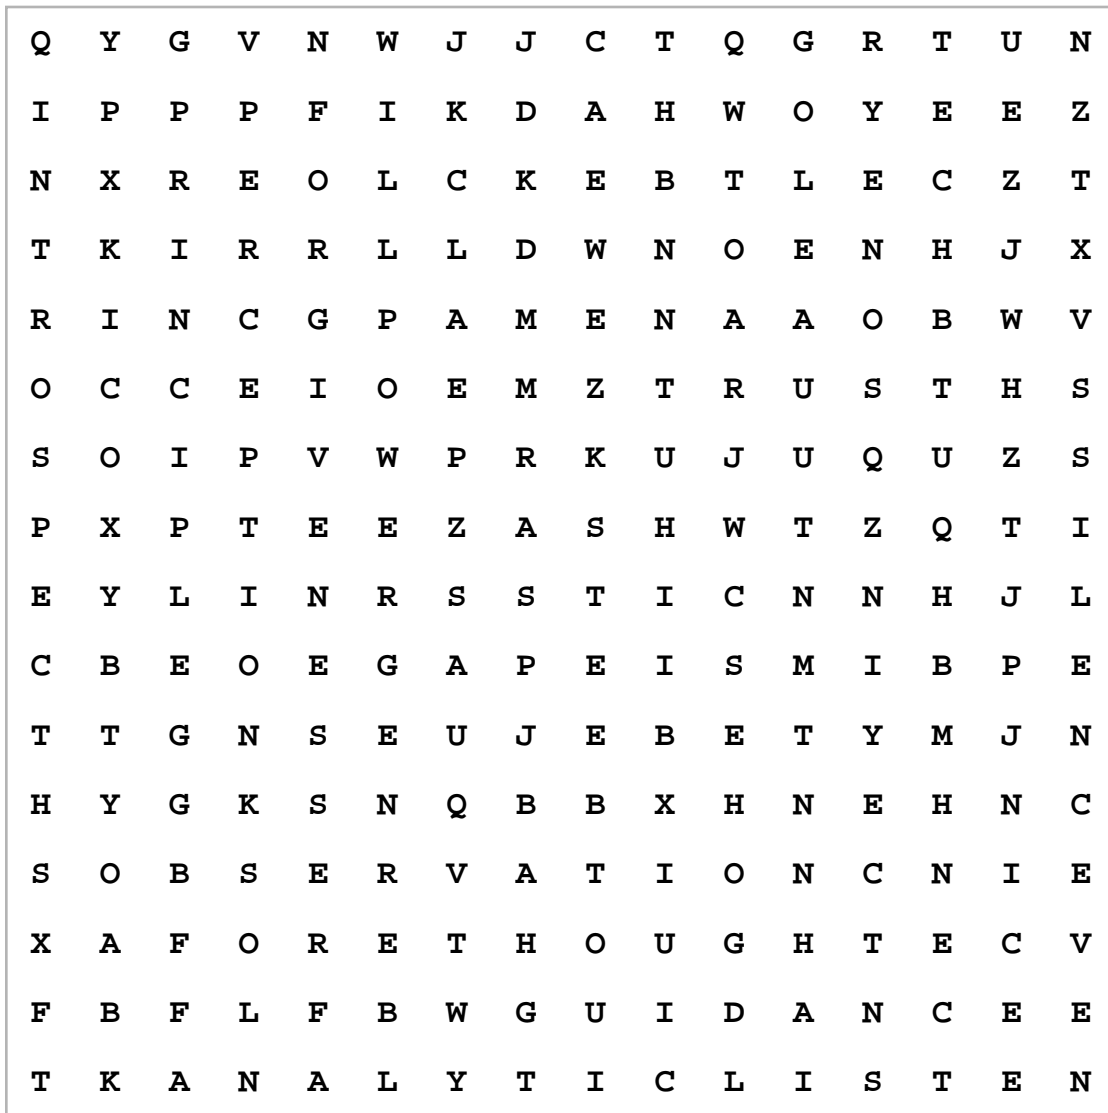 Q Y G V N W J J C T Q G R T U N
I P P P F I K D A H W O Y E E Z
N X R E O L C K E B T L E C Z T
T K I R R L L D W N O E N H J X
R I N C G P A M E N A A O B W V
O C C E I O E M Z T R U S T H S
S O I P V W P R K U J U Q U Z S
P X P T E E Z A S H W T Z Q T I
E Y L I N R S S T I C N N H J L
C B E O E G A P E I S M I B P E
T T G N S E U J E B E T Y M J N
H Y G K S N Q B B X H N E H N C
S O B S E R V A T I O N C N I E
X A F O R E T H O U G H T E C V
F B F L F B W G U I D A N C E E
T K A N A L Y T I C L I S T E N